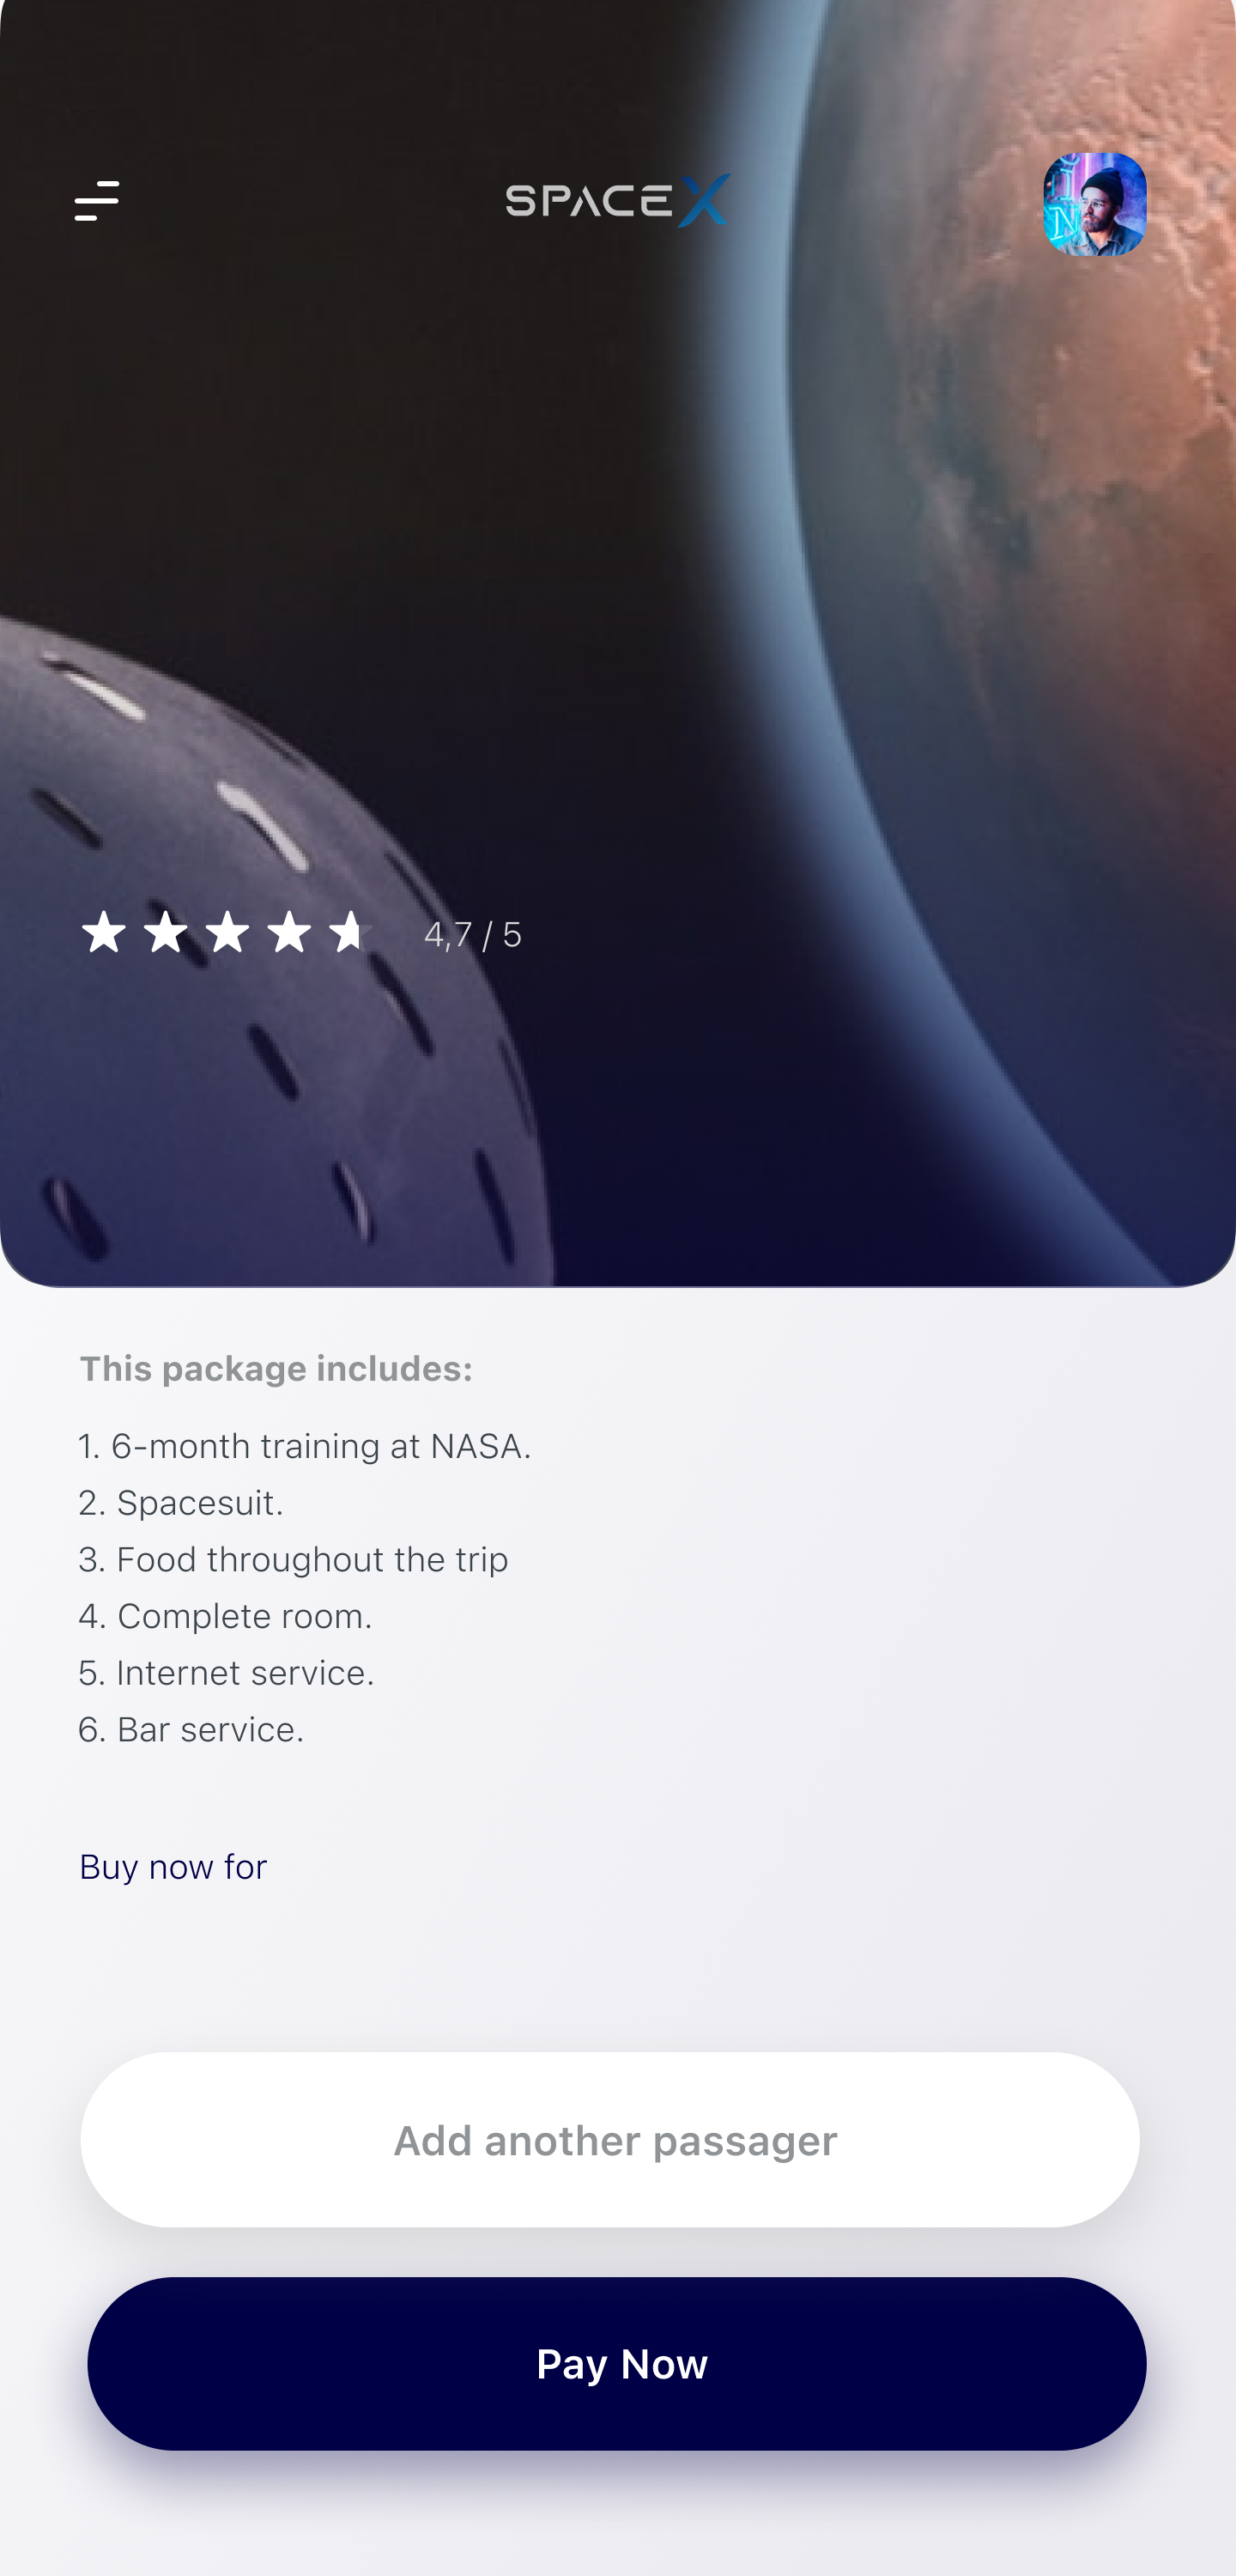 SPACEX
4,7 / 5
This package includes:
1. 6-month training at NASA.
2. Spacesuit.
3. Food throughout the trip
4. Complete room.
5. Internet service.
6. Bar service.
Buy now for
Add another passager
Pay Now